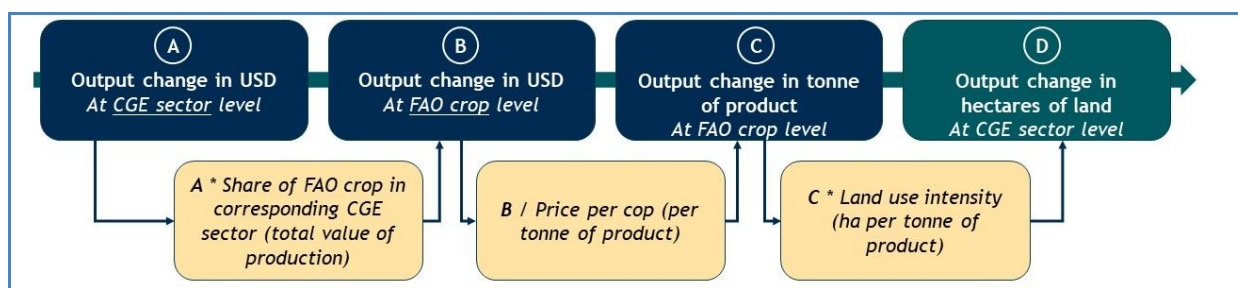 A
Output change in USD
At CGE sector level
B
Output change in USD
At FAO crop level
C
Output change in tonne
of product
At FAO crop level
D
Output change in
hectares of land
At CGE sector level
A * Share of FAO crop in
corresponding CGE
sector (total value of
production)
B / Price per cop (per
tonne of product)
C * Land use intensity
(ha per tonne of
product)